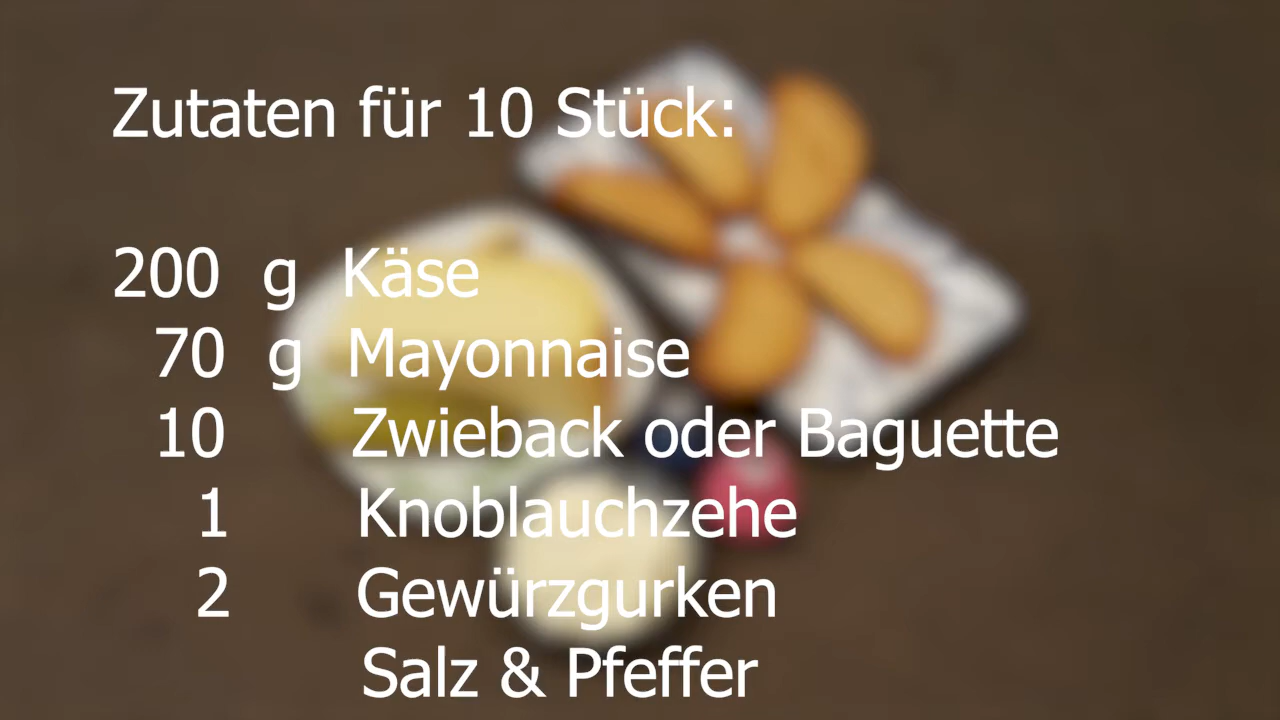 Zutaten für 10 Stück:
200 g Käse
70 g Mayonnaise
10 Zwieback oder Baguette
1 Knoblauchzehe
2 Gewürzgurken
Salz & Pfeffer